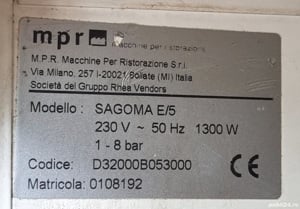 mpr
macchine per ristorazione
M.P.R. Macchine Per Ristorazione S.r.l.
Via Milano, 257 I-20021 Bollate (MI) Italia
Società del Gruppo Rhea Vendors
Modello : SAGOMA E/5
230 V ~ 50 Hz 1300 W
1 - 8 bar
Codice: D32000B053000
Matricola: 0108192
CE